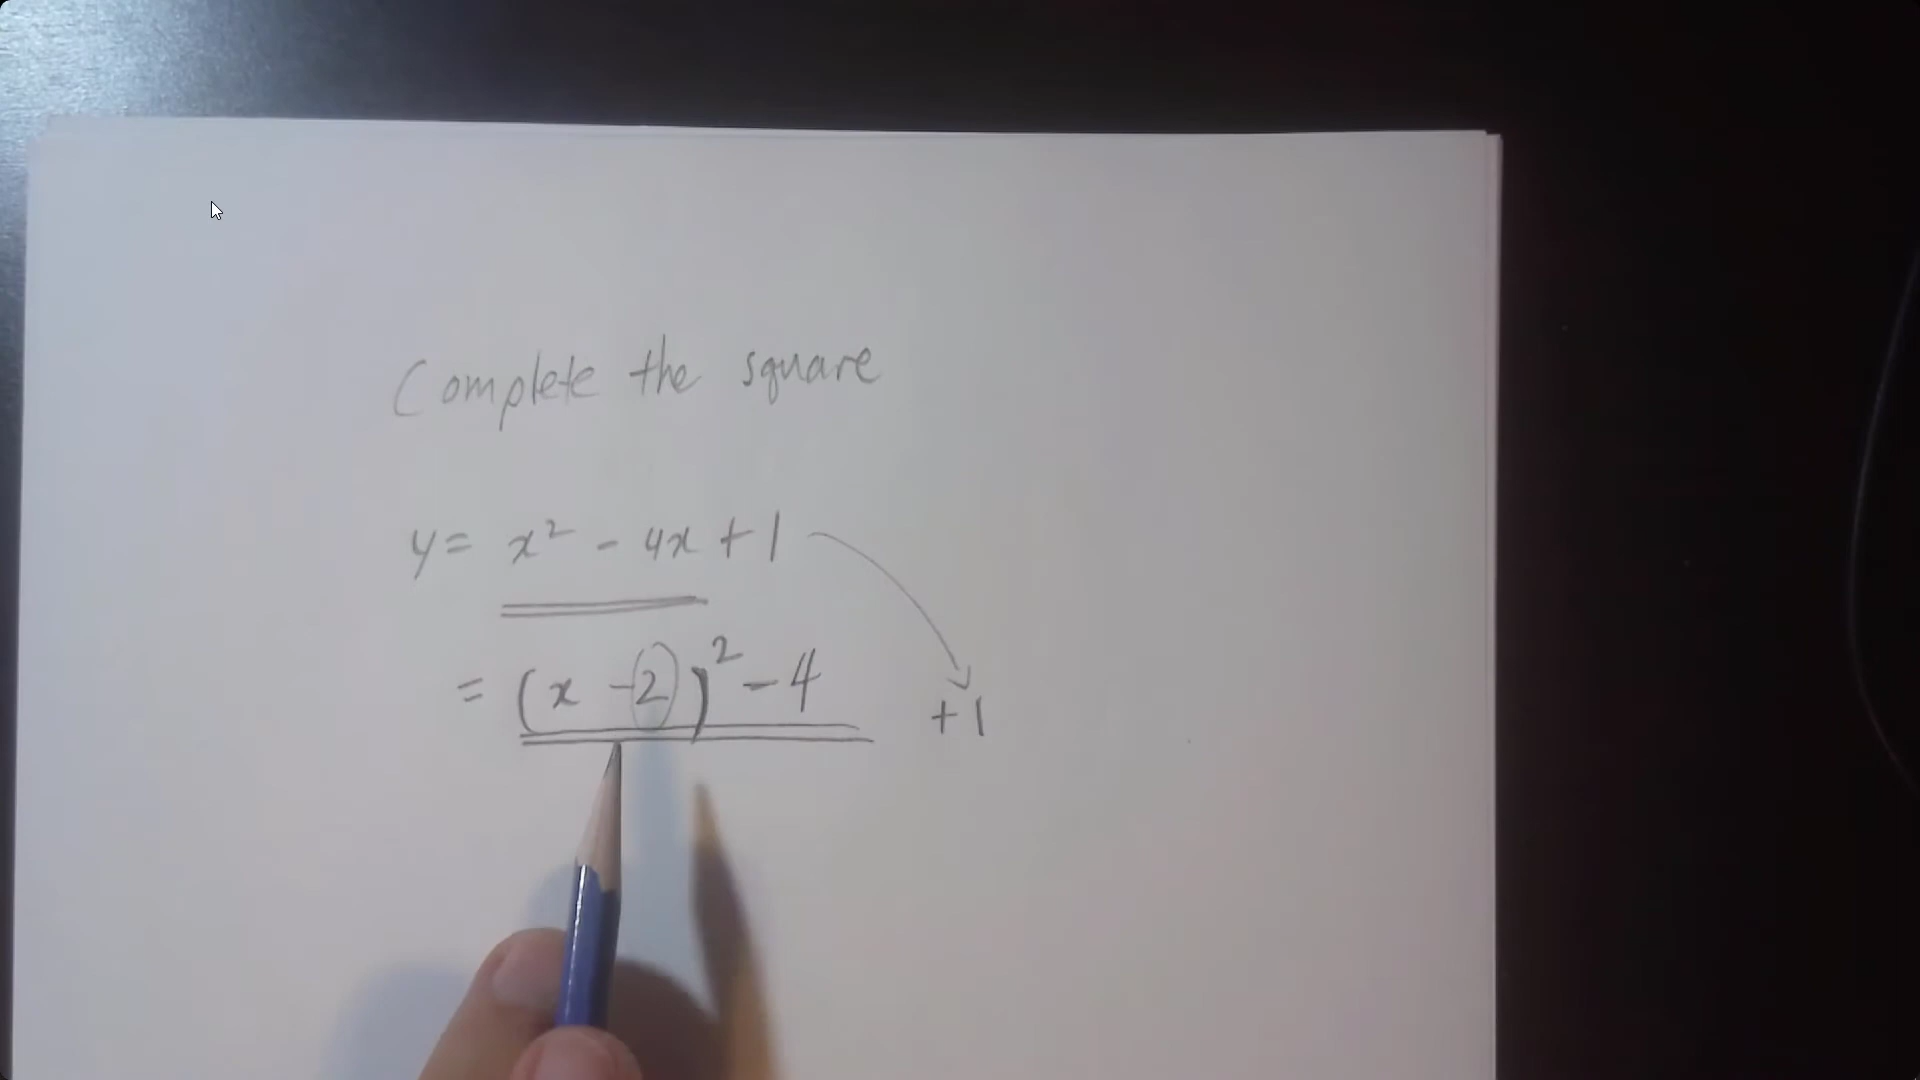 Complete the square
y = x² - 4x + 1
= (x - 2)² - 4 + 1